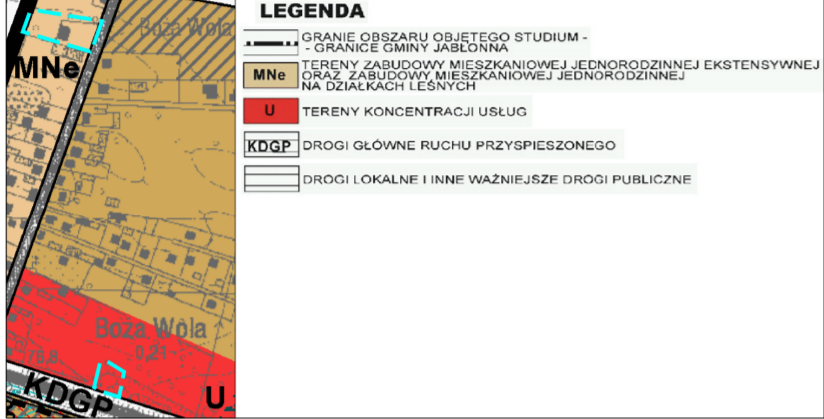 Boża Wola
MNe
Boża Wola
0,21
76,8
KDGP
U
LEGENDA
GRANIE OBSZARU OBJĘTEGO STUDIUM -
- GRANICE GMINY JABŁONNA
MNe
TERENY ZABUDOWY MIESZKANIOWEJ JEDNORODZINNEJ EKSTENSYWNEJ
ORAZ ZABUDOWY MIESZKANIOWEJ JEDNORODZINNEJ
NA DZIAŁKACH LEŚNYCH
U
TERENY KONCENTRACJI USŁUG
KDGP
DROGI GŁÓWNE RUCHU PRZYSPIESZONEGO
DROGI LOKALNE I INNE WAŻNIEJSZE DROGI PUBLICZNE